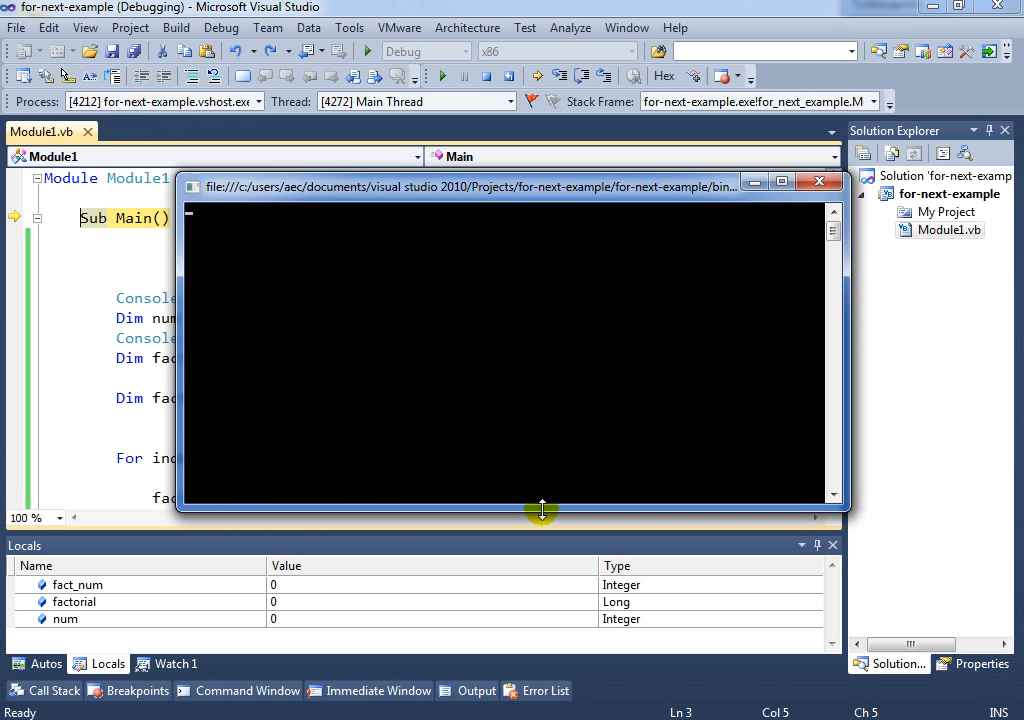 for-next-example (Debugging) - Microsoft Visual Studio
File Edit View Project Build Debug Team Data Tools VMware Architecture Test Analyze Window Help
Debug x86
Hex
Process: [4212] for-next-example.vshost.exe Thread: [4272] Main Thread Stack Frame: for-next-example.exe!for_next_example.M
Module1.vb
Module1 Main
Module Module1
Sub Main()
Console
Dim num
Console
Dim fac
Dim fac
For ind
fac
100 %
file:///c:/users/aec/documents/visual studio 2010/Projects/for-next-example/for-next-example/bin...
Solution Explorer
Solution 'for-next-examp
for-next-example
My Project
Module1.vb
Solution... Properties
Locals
Name Value Type
fact_num 0 Integer
factorial 0 Long
num 0 Integer
Autos Locals Watch 1
Call Stack Breakpoints Command Window Immediate Window Output Error List
Ready Ln 3 Col 5 Ch 5 INS